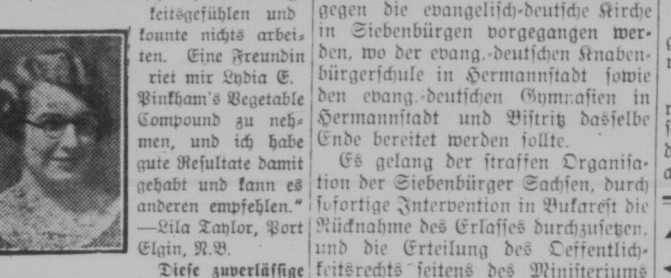 keitsgefühlen und
konnte nichts arbei-
ten. Eine Freundin
riet mir Lydia E.
Pinkham's Vegetable
Compound zu neh-
men, und ich habe
gute Resultate damit
gehabt und kann es
anderen empfehlen."
—Lila Taylor, Port
Elgin, N.B.
Diese zuverlässige
gegen die evangelisch-deutsche Kirche
in Siebenbürgen vorgegangen wer-
den, wo der evang.-deutschen Knaben-
bürgerschule in Hermannstadt sowie
den evang.-deutschen Gymnasien in
Hermannstadt und Bistritz dasselbe
Ende bereitet werden sollte.
Es gelang der straffen Organisa-
tion der Siebenbürger Sachsen, durch
sofortige Intervention in Bukarest die
Rücknahme des Erlasses durchzusetzen,
und die Erteilung des Oeffentlich-
keitsrechts seitens des Ministeriums